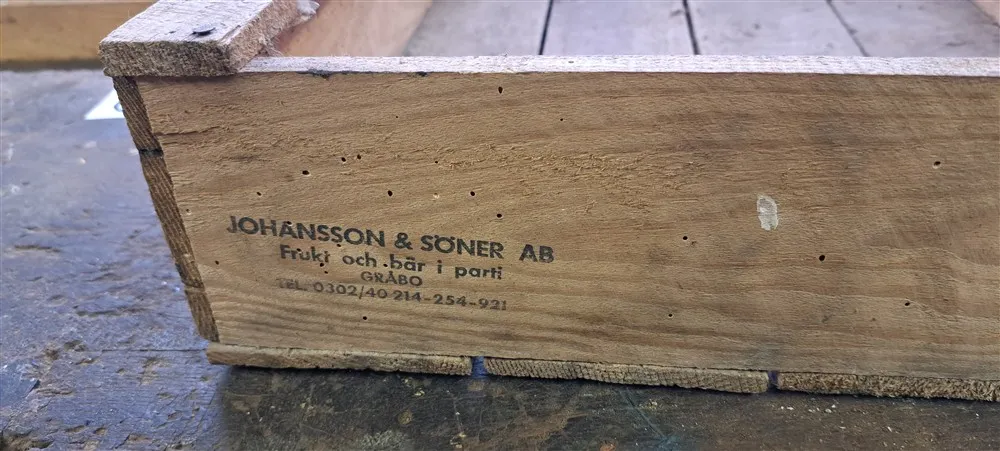 JOHANSSON & SÖNER AB
Frukt och bär i parti
GRÅBO
TEL. 0302/40 214-254-921